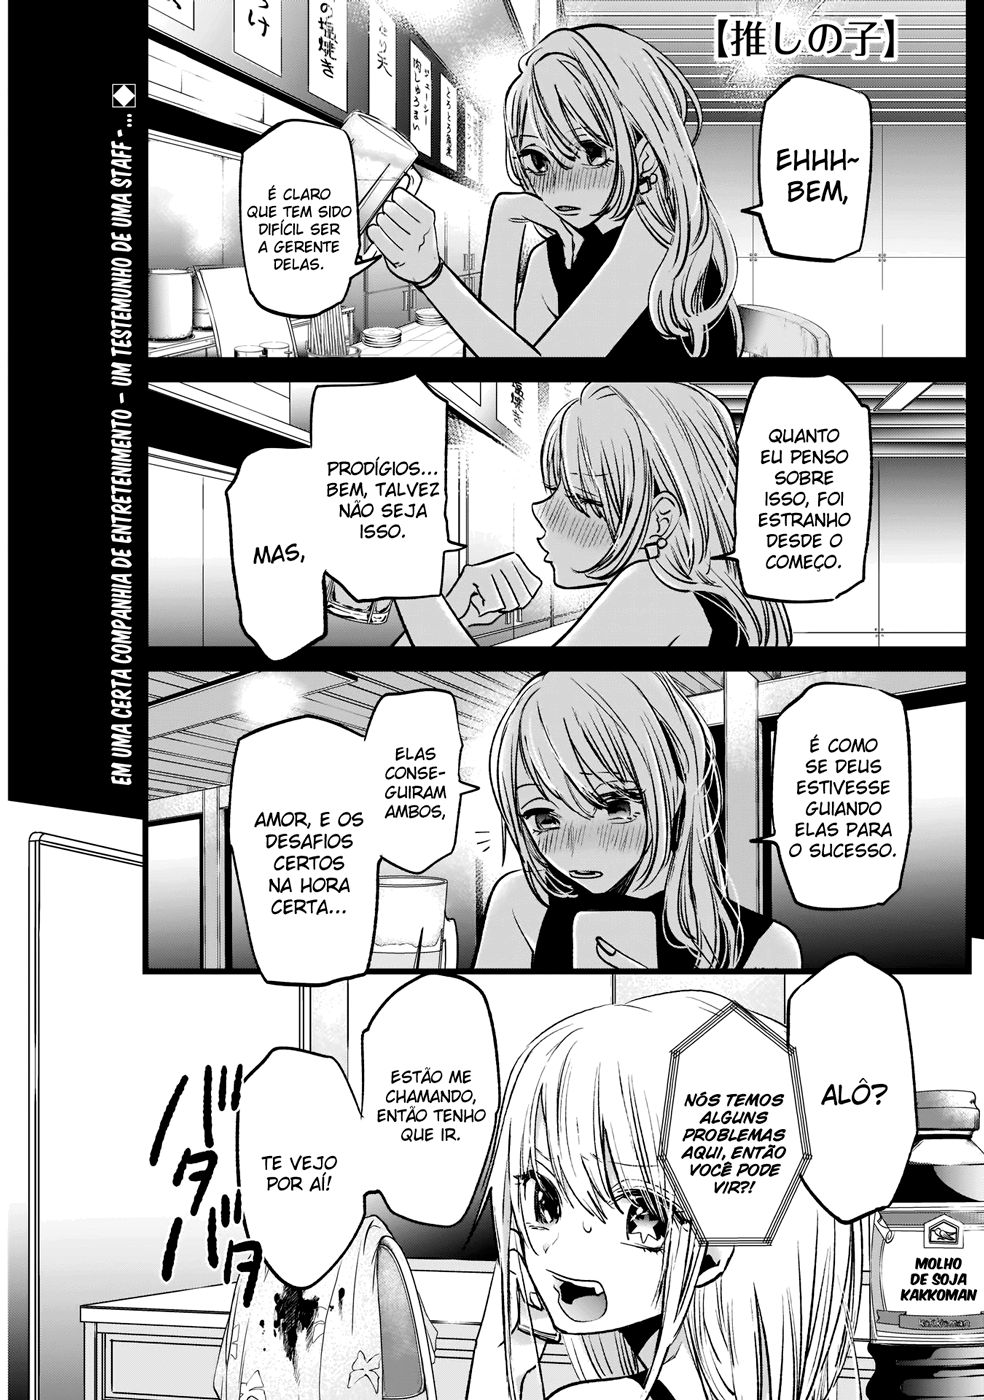 【推しの子】
EHHH~
BEM,
É CLARO
QUE TEM SIDO
DIFÍCIL SER
A GERENTE
DELAS.
EM UMA CERTA COMPANHIA DE ENTRETENIMENTO – UM TESTEMUNHO DE UMA STAFF -...
QUANTO
EU PENSO
SOBRE
ISSO, FOI
ESTRANHO
DESDE O
COMEÇO.
PRODÍGIOS...
BEM, TALVEZ
NÃO SEJA
ISSO.
MAS,
É COMO
SE DEUS
ESTIVESSE
GUIANDO
ELAS PARA
O SUCESSO.
ELAS
CONSE-
GUIRAM
AMBOS,
AMOR, E OS
DESAFIOS
CERTOS
NA HORA
CERTA...
ALÔ?
NÓS TEMOS
ALGUNS
PROBLEMAS
AQUI, ENTÃO
VOCÊ PODE
VIR?!
ESTÃO ME
CHAMANDO,
ENTÃO TENHO
QUE IR.
TE VEJO
POR AÍ!
バタバタ
MOLHO
DE SOJA
KAKKOMAN